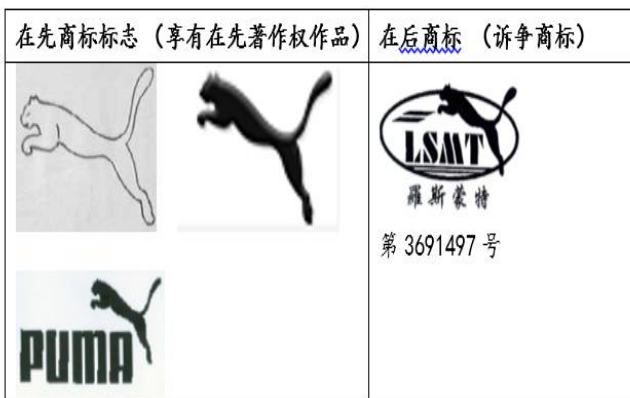 在先商标标志 （享有在先著作权作品）
在后商标 （诉争商标）
LSMT
羅斯蒙特
第 3691497 号
PUMA